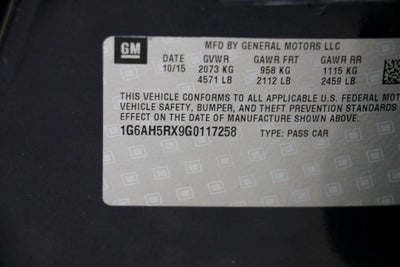 GM
MFD BY GENERAL MOTORS LLC
DATE GVWR GAWR FRT GAWR RR
10/15 2073 KG 958 KG 1115 KG
4571 LB 2112 LB 2459 LB
THIS VEHICLE CONFORMS TO ALL APPLICABLE U.S. FEDERAL MOTOR
VEHICLE SAFETY, BUMPER, AND THEFT PREVENTION STANDARDS
IN EFFECT ON THE DATE OF MANUFACTURE SHOWN ABOVE.
1G6AH5RX9G0117258 TYPE: PASS CAR